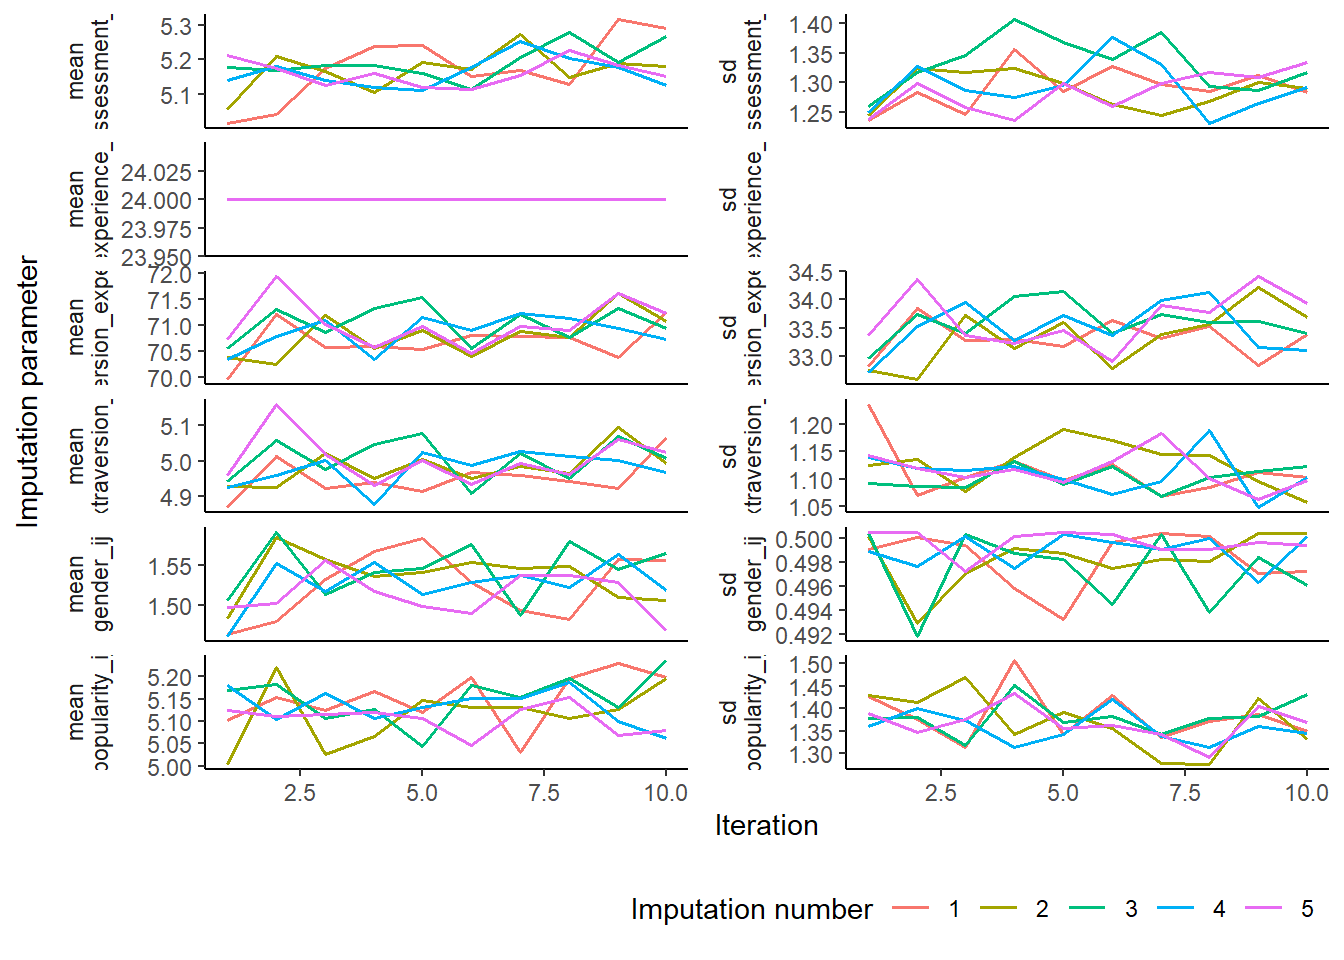 Imputation parameter
mean
ssessment_
5.3
5.2
5.1
sd
ssessment_
1.40
1.35
1.30
1.25
mean
experience_
24.025
24.000
23.975
23.950
sd
experience_
mean
ersion_expe
72.0
71.5
71.0
70.5
70.0
sd
ersion_expe
34.5
34.0
33.5
33.0
mean
traversion_
5.1
5.0
4.9
sd
traversion_
1.20
1.15
1.10
1.05
mean
gender_ij
1.55
1.50
sd
gender_ij
0.500
0.498
0.496
0.494
0.492
mean
popularity_i
5.20
5.15
5.10
5.05
5.00
sd
popularity_i
1.50
1.45
1.40
1.35
1.30
2.5 5.0 7.5 10.0
2.5 5.0 7.5 10.0
Iteration
Imputation number 1 2 3 4 5